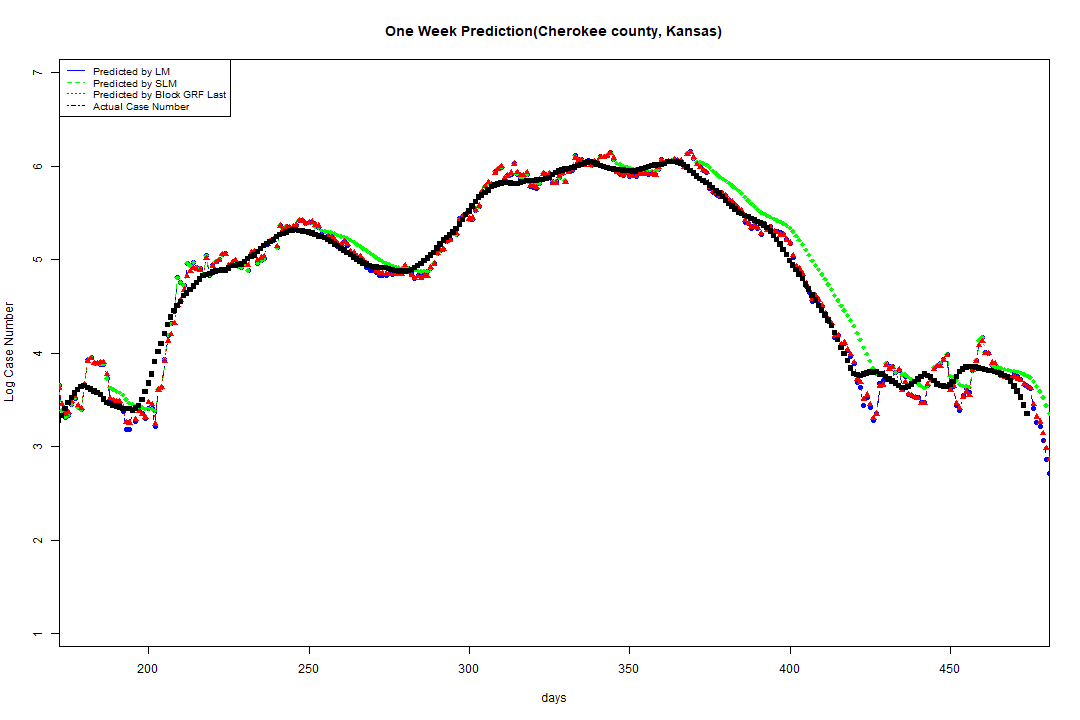 One Week Prediction(Cherokee county, Kansas)
Predicted by LM
Predicted by SLM
Predicted by Block GRF Last
Actual Case Number
7
6
5
4
3
2
1
Log Case Number
200 250 300 350 400 450
days